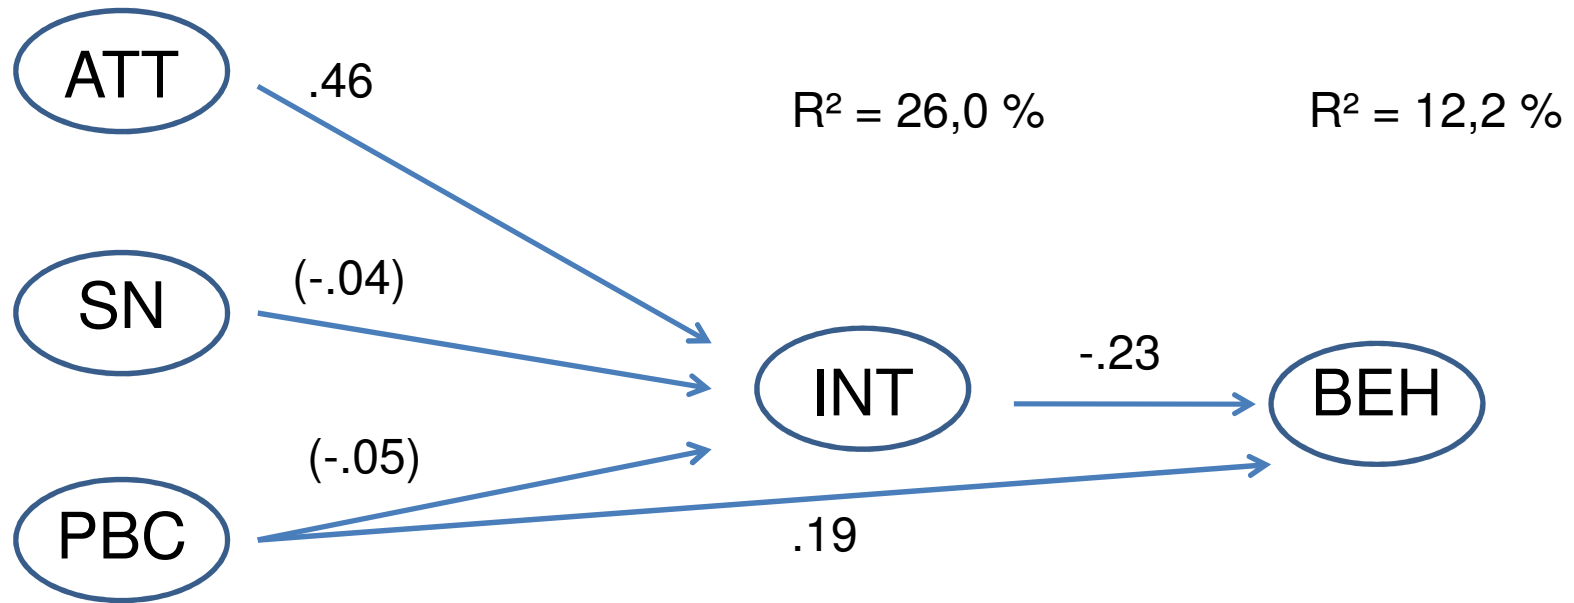 ATT
.46
R² = 26,0 %
R² = 12,2 %
SN
(-.04)
INT
-.23
BEH
(-.05)
PBC
.19